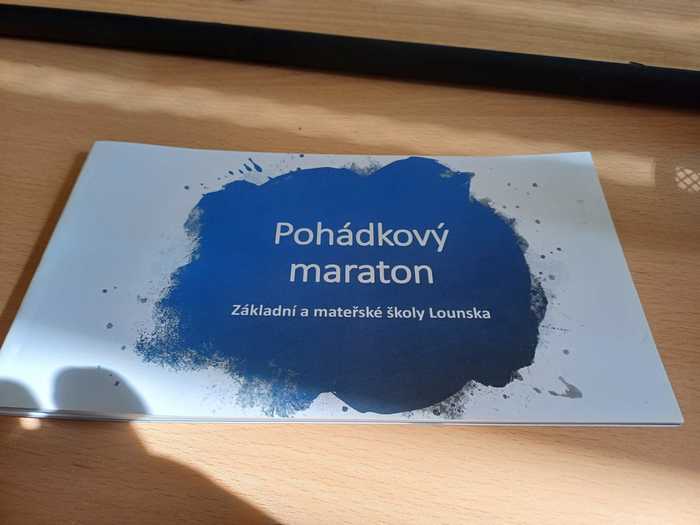 Pohádkový
maraton
Základní a mateřské školy Lounska